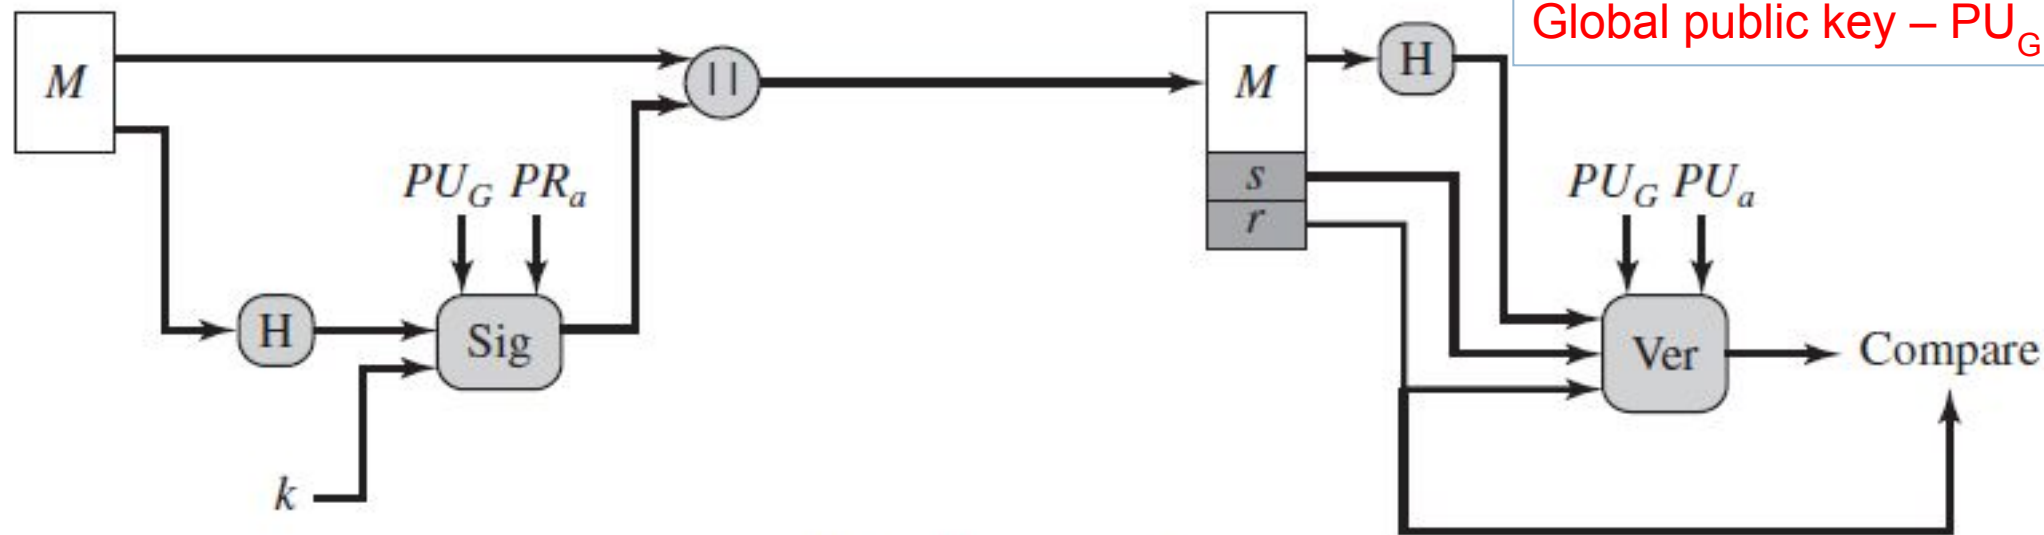 Global public key – PU_G
M
||
M
H
s
r
PU_G PR_a
PU_G PU_a
H
Sig
Ver
Compare
k